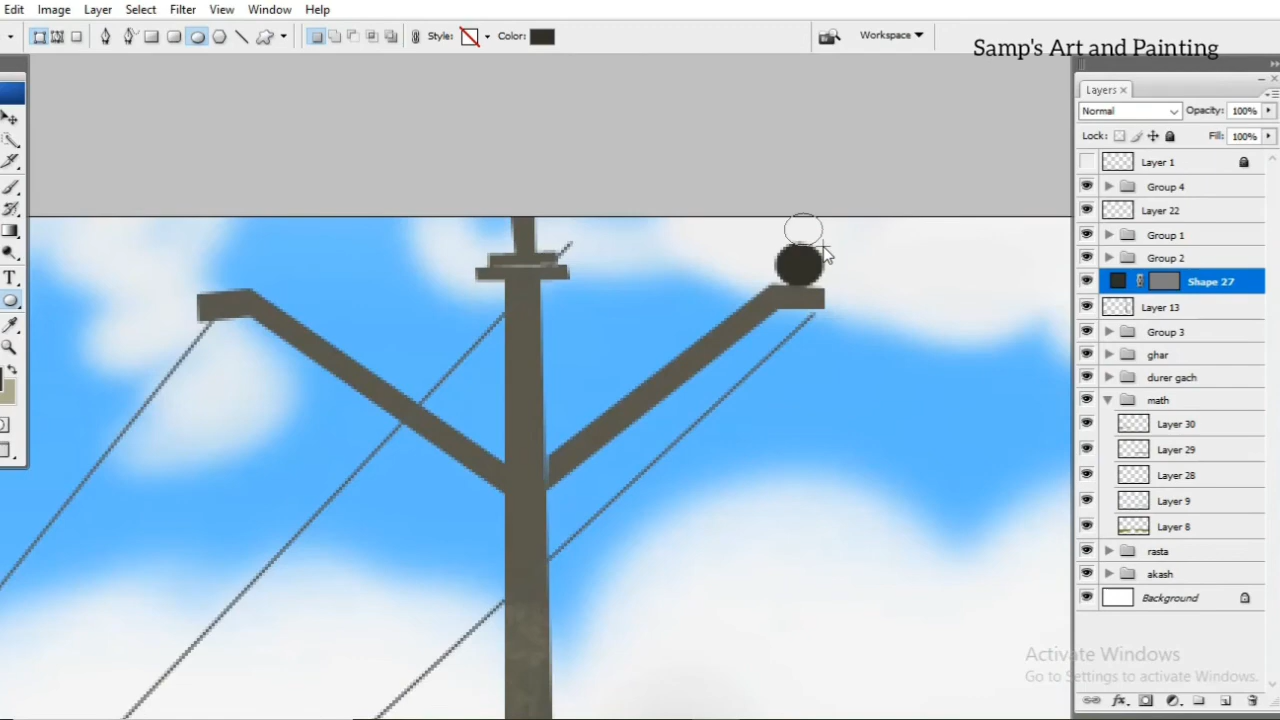 Edit Image Layer Select Filter View Window Help
Style: Color: Workspace
Samp's Art and Painting
Layers
Normal Opacity: 100%
Lock: Fill: 100%
Layer 1
Group 4
Layer 22
Group 1
Group 2
Shape 27
Layer 13
Group 3
ghar
durer gach
math
Layer 30
Layer 29
Layer 28
Layer 9
Layer 8
rasta
akash
Background
Activate Windows
Go to Settings to activate Windows.